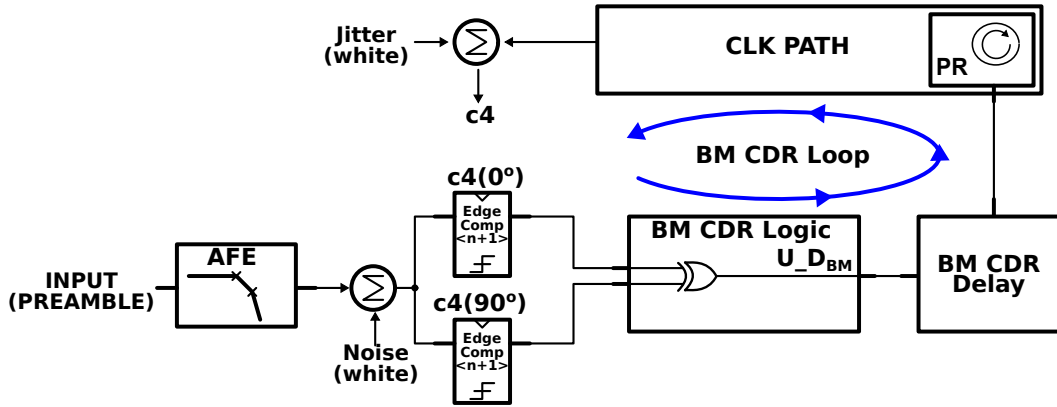 Jitter
(white)
Σ
c4
CLK PATH
PR
BM CDR Loop
c4(0º)
Edge
Comp
<n+1>
AFE
INPUT
(PREAMBLE)
Σ
Noise
(white)
c4(90º)
Edge
Comp
<n+1>
BM CDR Logic
U_D_BM
BM CDR
Delay